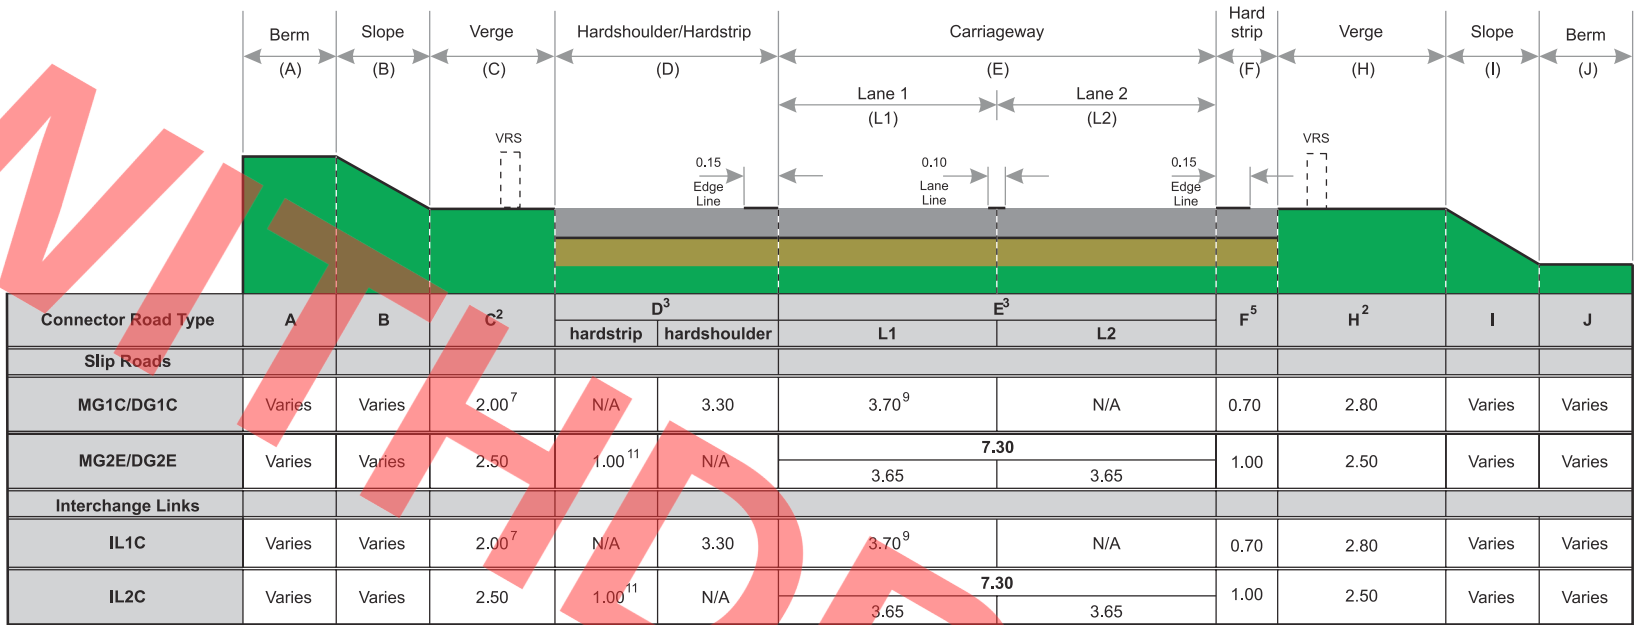 Berm
Slope
Verge
Hardshoulder/Hardstrip
Carriageway
Hard
strip
Verge
Slope
Berm
(A)
(B)
(C)
(D)
(E)
(F)
(H)
(I)
(J)
Lane 1
Lane 2
(L1)
(L2)
VRS
VRS
0.15
Edge
Line
0.10
Lane
Line
0.15
Edge
Line
Connector Road Type A B C² D³ E³ F⁵ H² I J
hardstrip hardshoulder L1 L2
Slip Roads
MG1C/DG1C Varies Varies 2.00⁷ N/A 3.30 3.70⁹ N/A 0.70 2.80 Varies Varies
MG2E/DG2E Varies Varies 2.50 1.00¹¹ N/A 7.30 1.00 2.50 Varies Varies
3.65 3.65
Interchange Links
IL1C Varies Varies 2.00⁷ N/A 3.30 3.70⁹ N/A 0.70 2.80 Varies Varies
IL2C Varies Varies 2.50 1.00¹¹ N/A 7.30 1.00 2.50 Varies Varies
3.65 3.65
WITHDR